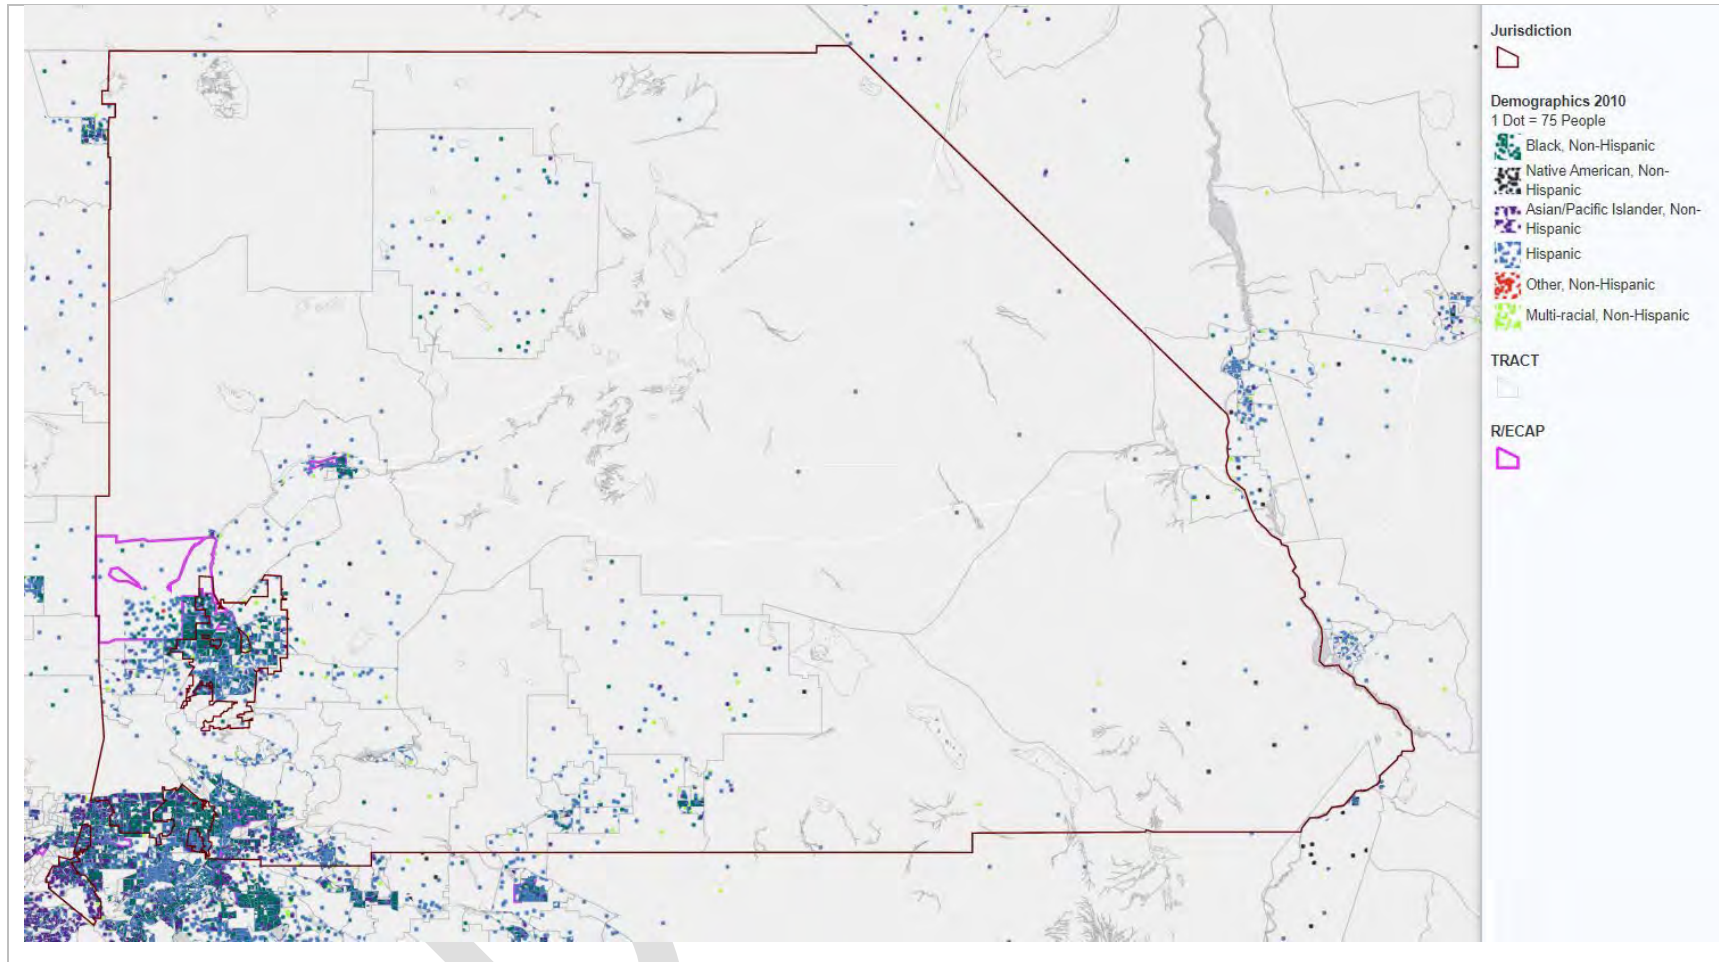 Jurisdiction
Demographics 2010
1 Dot = 75 People
Black, Non-Hispanic
Native American, Non-
Hispanic
Asian/Pacific Islander, Non-
Hispanic
Hispanic
Other, Non-Hispanic
Multi-racial, Non-Hispanic
TRACT
R/ECAP